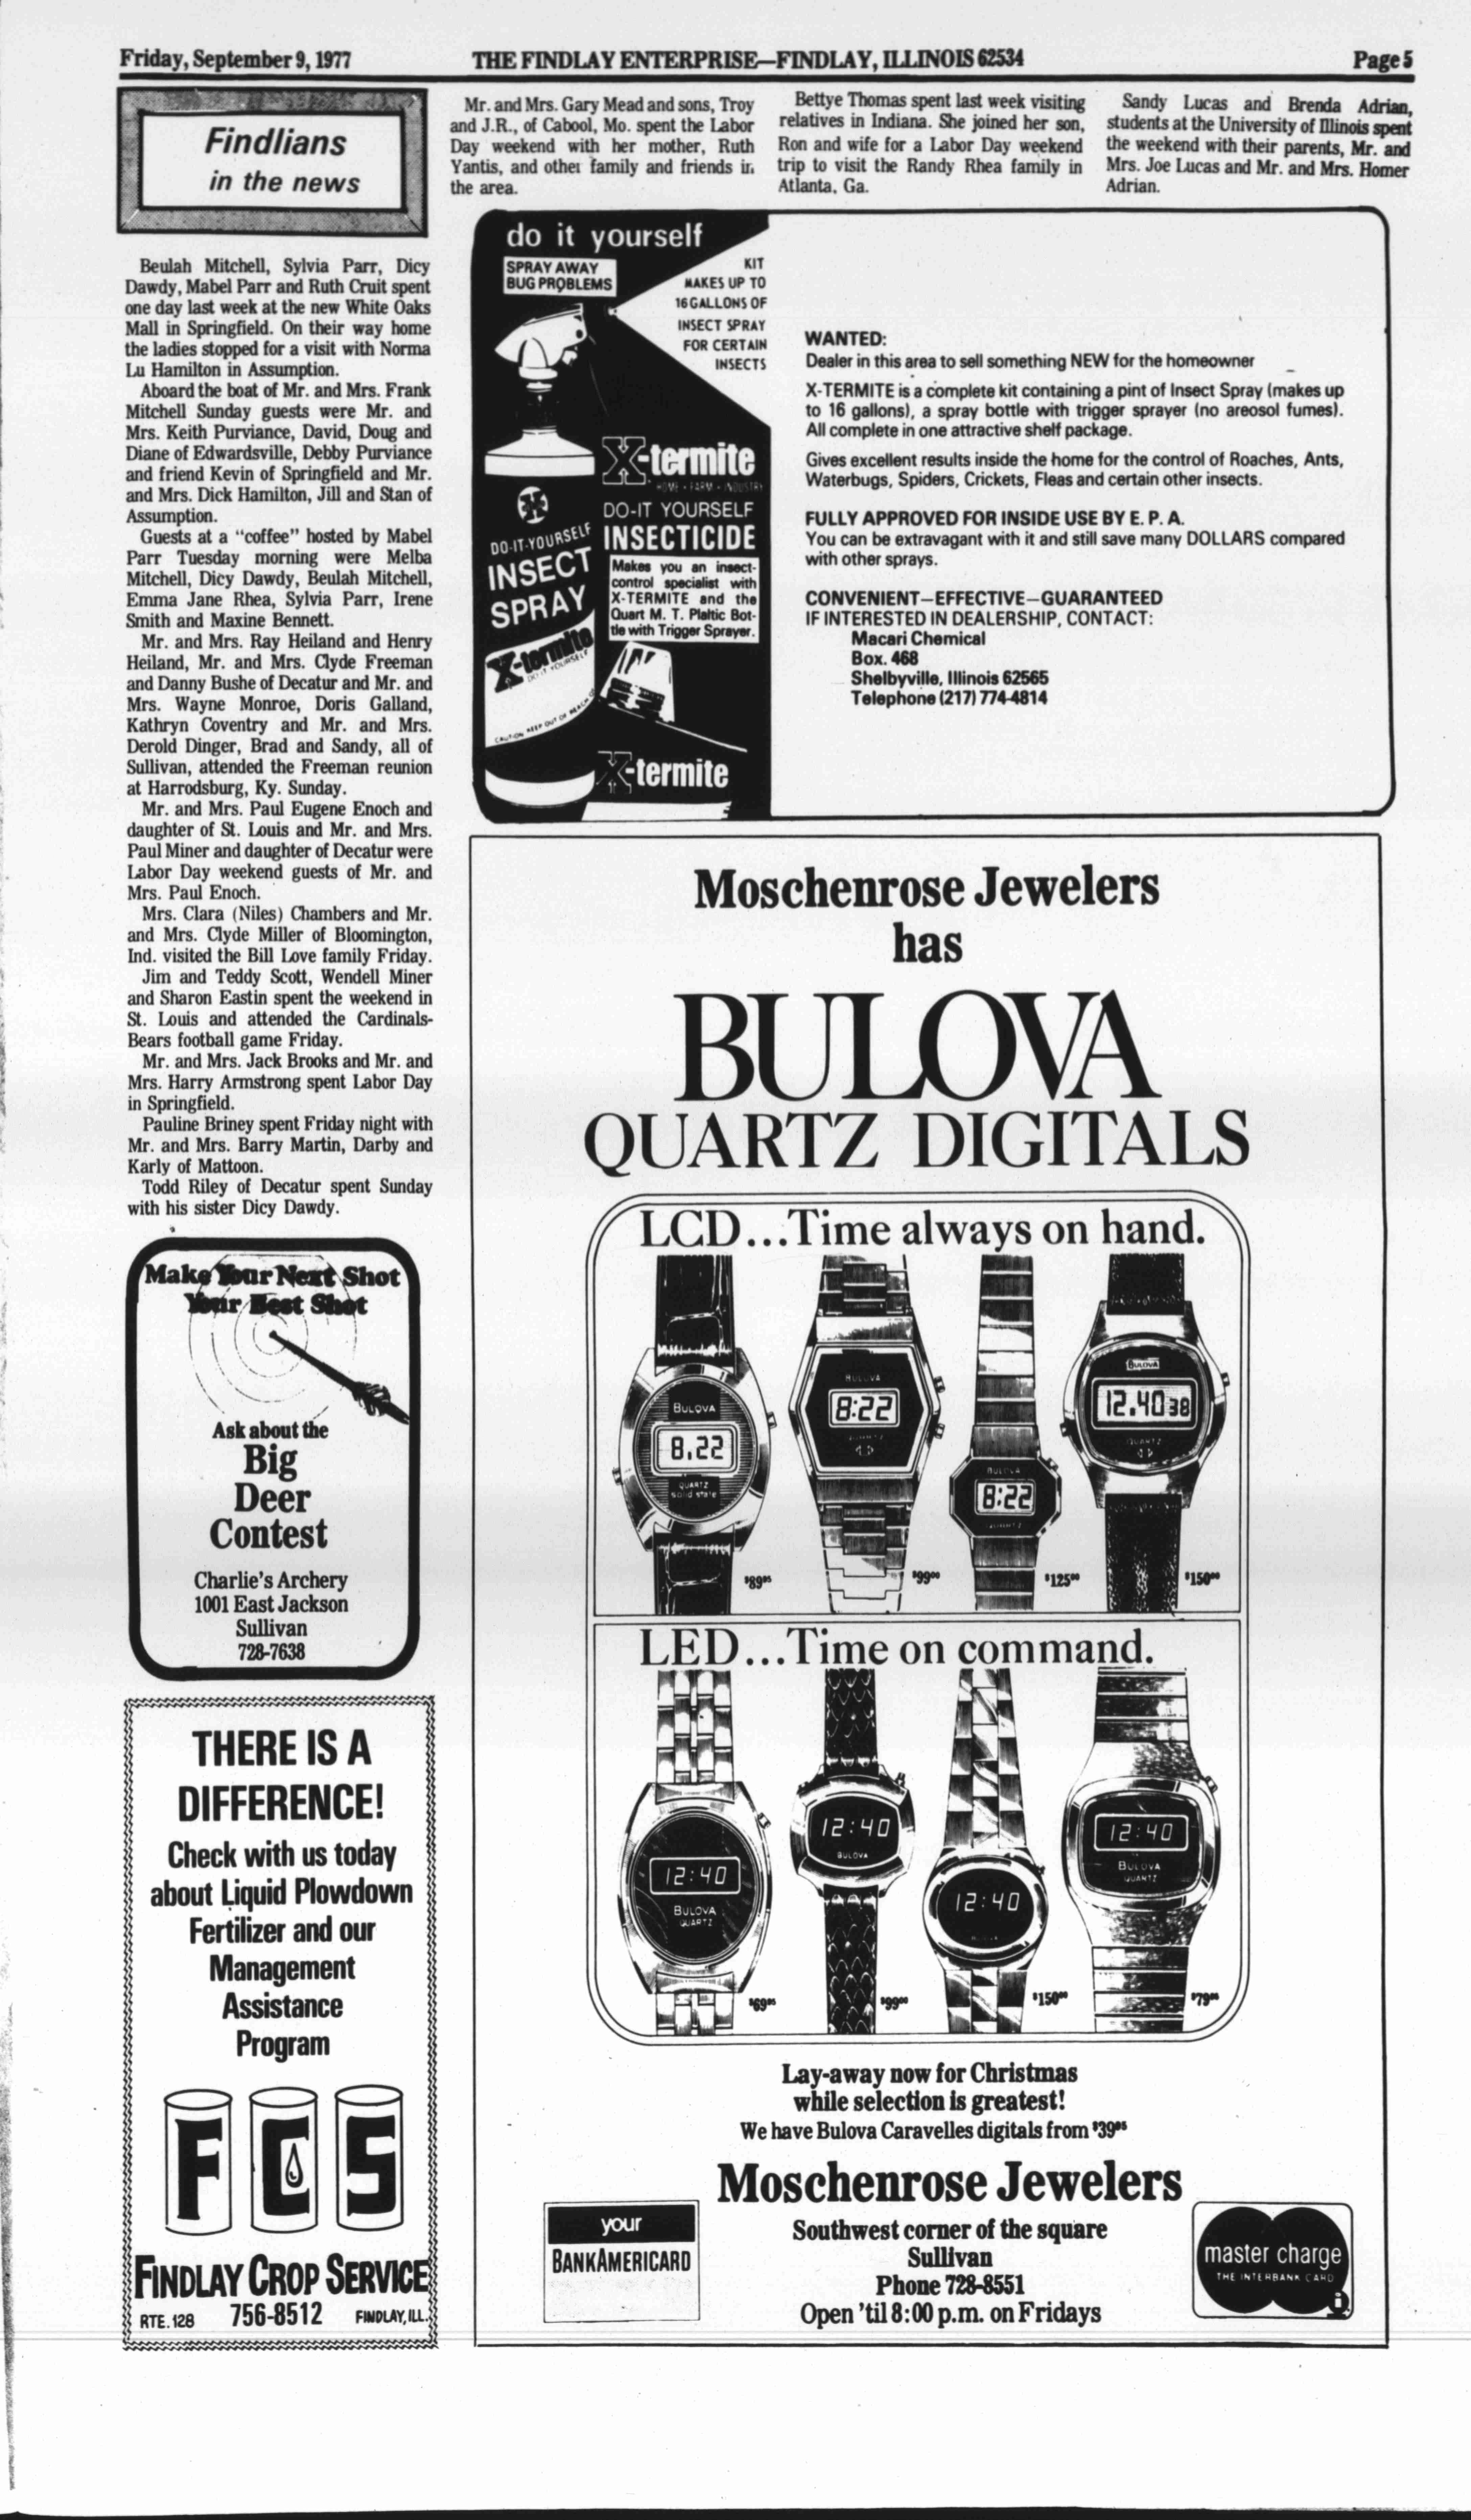 Friday, September 9, 1977
THE FINDLAY ENTERPRISE—FINDLAY, ILLINOIS 62534
Page 5
Findlians
in the news
Beulah Mitchell, Sylvia Parr, Dicy
Dawdy, Mabel Parr and Ruth Cruit spent
one day last week at the new White Oaks
Mall in Springfield. On their way home
the ladies stopped for a visit with Norma
Lu Hamilton in Assumption.
Aboard the boat of Mr. and Mrs. Frank
Mitchell Sunday guests were Mr. and
Mrs. Keith Purviance, David, Doug and
Diane of Edwardsville, Debby Purviance
and friend Kevin of Springfield and Mr.
and Mrs. Dick Hamilton, Jill and Stan of
Assumption.
Guests at a "coffee" hosted by Mabel
Parr Tuesday morning were Melba
Mitchell, Dicy Dawdy, Beulah Mitchell,
Emma Jane Rhea, Sylvia Parr, Irene
Smith and Maxine Bennett.
Mr. and Mrs. Ray Heiland and Henry
Heiland, Mr. and Mrs. Clyde Freeman
and Danny Bushe of Decatur and Mr. and
Mrs. Wayne Monroe, Doris Galland,
Kathryn Coventry and Mr. and Mrs.
Derold Dinger, Brad and Sandy, all of
Sullivan, attended the Freeman reunion
at Harrodsburg, Ky. Sunday.
Mr. and Mrs. Paul Eugene Enoch and
daughter of St. Louis and Mr. and Mrs.
Paul Miner and daughter of Decatur were
Labor Day weekend guests of Mr. and
Mrs. Paul Enoch.
Mrs. Clara (Niles) Chambers and Mr.
and Mrs. Clyde Miller of Bloomington,
Ind. visited the Bill Love family Friday.
Jim and Teddy Scott, Wendell Miner
and Sharon Eastin spent the weekend in
St. Louis and attended the Cardinals-
Bears football game Friday.
Mr. and Mrs. Jack Brooks and Mr. and
Mrs. Harry Armstrong spent Labor Day
in Springfield.
Pauline Briney spent Friday night with
Mr. and Mrs. Barry Martin, Darby and
Karly of Mattoon.
Todd Riley of Decatur spent Sunday
with his sister Dicy Dawdy.
Mr. and Mrs. Gary Mead and sons, Troy
and J.R., of Cabool, Mo. spent the Labor
Day weekend with her mother, Ruth
Yantis, and other family and friends in
the area.
Bettye Thomas spent last week visiting
relatives in Indiana. She joined her son,
Ron and wife for a Labor Day weekend
trip to visit the Randy Rhea family in
Atlanta, Ga.
Sandy Lucas and Brenda Adrian,
students at the University of Illinois spent
the weekend with their parents, Mr. and
Mrs. Joe Lucas and Mr. and Mrs. Homer
Adrian.
do it yourself
SPRAY AWAY
BUG PROBLEMS
KIT
MAKES UP TO
16 GALLONS OF
INSECT SPRAY
FOR CERTAIN
INSECTS
X-termite
HOME - FARM - INDUSTRY
DO-IT YOURSELF
INSECTICIDE
Makes you an insect-
control specialist with
X-TERMITE and the
Quart M. T. Plaltic Bot-
tle with Trigger Sprayer.
DO-IT-YOURSELF
INSECT
SPRAY
X-termite
DO-IT YOURSELF
CAUTION KEEP OUT OF REACH
X-termite
WANTED:
Dealer in this area to sell something NEW for the homeowner
X-TERMITE is a complete kit containing a pint of Insect Spray (makes up
to 16 gallons), a spray bottle with trigger sprayer (no areosol fumes).
All complete in one attractive shelf package.
Gives excellent results inside the home for the control of Roaches, Ants,
Waterbugs, Spiders, Crickets, Fleas and certain other insects.
FULLY APPROVED FOR INSIDE USE BY E. P. A.
You can be extravagant with it and still save many DOLLARS compared
with other sprays.
CONVENIENT—EFFECTIVE—GUARANTEED
IF INTERESTED IN DEALERSHIP, CONTACT:
Macari Chemical
Box. 468
Shelbyville, Illinois 62565
Telephone (217) 774-4814
Make Your Next Shot
Your Best Shot
Ask about the
Big
Deer
Contest
Charlie's Archery
1001 East Jackson
Sullivan
728-7638
THERE IS A
DIFFERENCE!
Check with us today
about Liquid Plowdown
Fertilizer and our
Management
Assistance
Program
FCS
FINDLAY CROP SERVICE
RTE. 128 756-8512 FINDLAY, ILL.
Moschenrose Jewelers
has
BULOVA
QUARTZ DIGITALS
LCD...Time always on hand.
BULOVA
8:22
QUARTZ
solid state
$89⁹⁵
BULOVA
8:22
QUARTZ
$99⁰⁰
BULOVA
8:22
QUARTZ
$125⁰⁰
BULOVA
12.40 38
QUARTZ
$150⁰⁰
LED...Time on command.
12:40
BULOVA
QUARTZ
$69⁹⁵
12:40
BULOVA
$99⁰⁰
12:40
BULOVA
$150⁰⁰
12:40
BULOVA
QUARTZ
$79⁹⁵
Lay-away now for Christmas
while selection is greatest!
We have Bulova Caravelles digitals from $39⁹⁵
Moschenrose Jewelers
Southwest corner of the square
Sullivan
Phone 728-8551
Open 'til 8:00 p.m. on Fridays
your
BANKAMERICARD
master charge
THE INTERBANK CARD
i